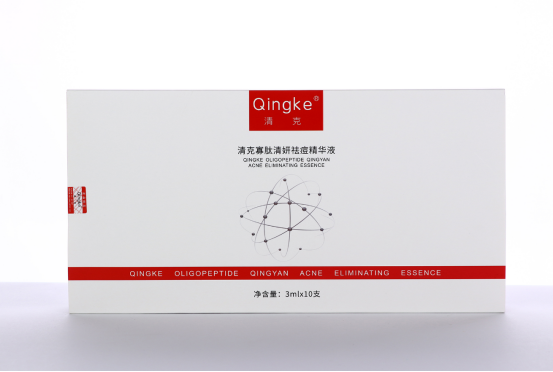 Qingke®
清克
清克寡肽清妍祛痘精华液
QINGKE OLIGOPEPTIDE QINGYAN
ACNE ELIMINATING ESSENCE
QINGKE OLIGOPEPTIDE QINGYAN ACNE ELIMINATING ESSENCE
净含量：3mlx10支